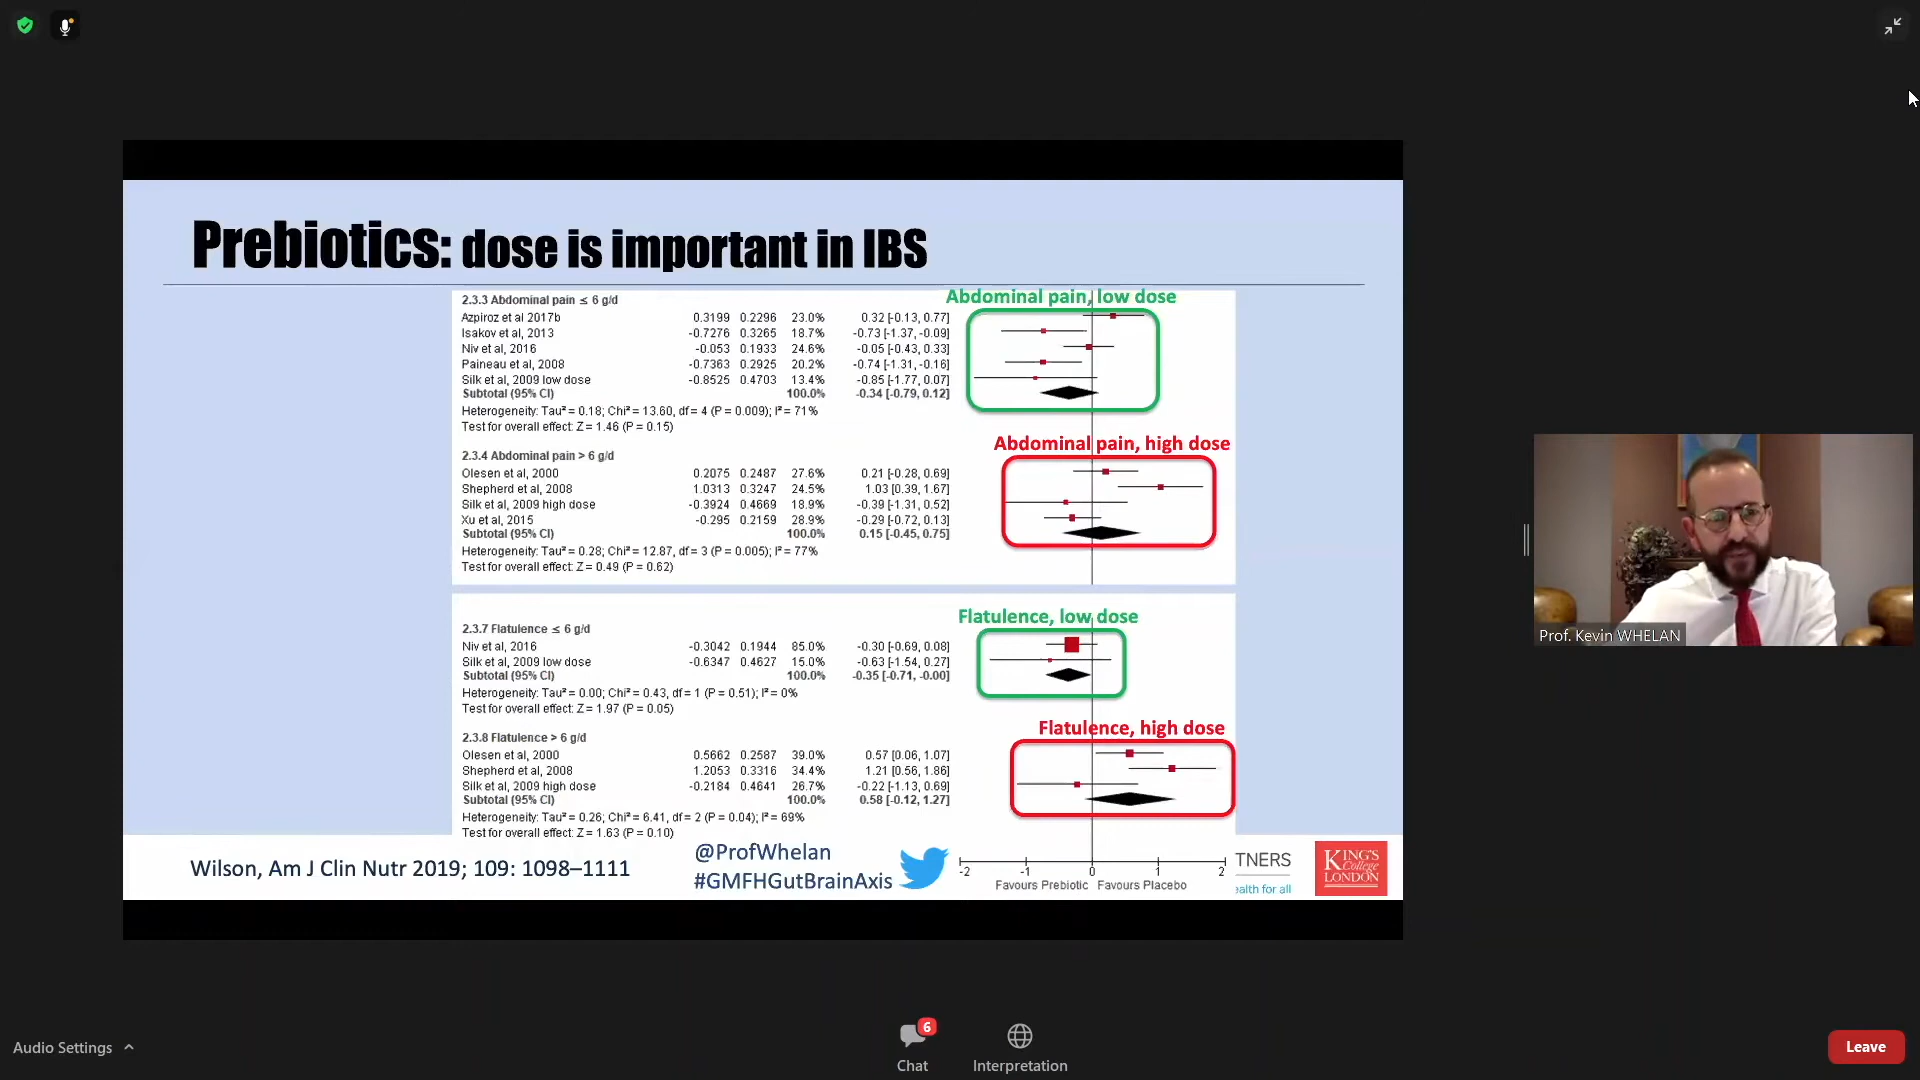 Prebiotics: dose is important in IBS
2.3.3 Abdominal pain ≤ 6 g/d
Abdominal pain, low dose
Azpiroz et al 2017b 0.3199 0.2296 23.0% 0.32 [-0.13, 0.77]
Isakov et al, 2013 -0.7276 0.3265 18.7% -0.73 [-1.37, -0.09]
Niv et al, 2016 -0.053 0.1933 24.6% -0.05 [-0.43, 0.33]
Paineau et al, 2008 -0.7363 0.2925 20.2% -0.74 [-1.31, -0.16]
Silk et al, 2009 low dose -0.8525 0.4703 13.4% -0.85 [-1.77, 0.07]
Subtotal (95% CI) 100.0% -0.34 [-0.79, 0.12]
Heterogeneity: Tau² = 0.18; Chi² = 13.60, df = 4 (P = 0.009); I² = 71%
Test for overall effect: Z = 1.46 (P = 0.15)
Abdominal pain, high dose
2.3.4 Abdominal pain > 6 g/d
Olesen et al, 2000 0.2075 0.2487 27.6% 0.21 [-0.28, 0.69]
Shepherd et al, 2008 1.0313 0.3247 24.5% 1.03 [0.39, 1.67]
Silk et al, 2009 high dose -0.3924 0.4669 18.9% -0.39 [-1.31, 0.52]
Xu et al, 2015 -0.295 0.2159 28.9% -0.29 [-0.72, 0.13]
Subtotal (95% CI) 100.0% 0.15 [-0.45, 0.75]
Heterogeneity: Tau² = 0.28; Chi² = 12.87, df = 3 (P = 0.005); I² = 77%
Test for overall effect: Z = 0.49 (P = 0.62)
Flatulence, low dose
2.3.7 Flatulence ≤ 6 g/d
Niv et al, 2016 -0.3042 0.1944 85.0% -0.30 [-0.69, 0.08]
Silk et al, 2009 low dose -0.6347 0.4627 15.0% -0.63 [-1.54, 0.27]
Subtotal (95% CI) 100.0% -0.35 [-0.71, -0.00]
Heterogeneity: Tau² = 0.00; Chi² = 0.43, df = 1 (P = 0.51); I² = 0%
Test for overall effect: Z = 1.97 (P = 0.05)
Flatulence, high dose
2.3.8 Flatulence > 6 g/d
Olesen et al, 2000 0.5662 0.2587 39.0% 0.57 [0.06, 1.07]
Shepherd et al, 2008 1.2053 0.3316 34.4% 1.21 [0.56, 1.86]
Silk et al, 2009 high dose -0.2184 0.4641 26.7% -0.22 [-1.13, 0.69]
Subtotal (95% CI) 100.0% 0.58 [-0.12, 1.27]
Heterogeneity: Tau² = 0.26; Chi² = 6.41, df = 2 (P = 0.04); I² = 69%
Test for overall effect: Z = 1.63 (P = 0.10)
-2 -1 0 1 2
Favours Prebiotic Favours Placebo
Wilson, Am J Clin Nutr 2019; 109: 1098–1111
@ProfWhelan
#GMFHGutBrainAxis
TNERS
ealth for all
KING'S
College
LONDON
Prof. Kevin WHELAN
Audio Settings
6
Chat
Interpretation
Leave